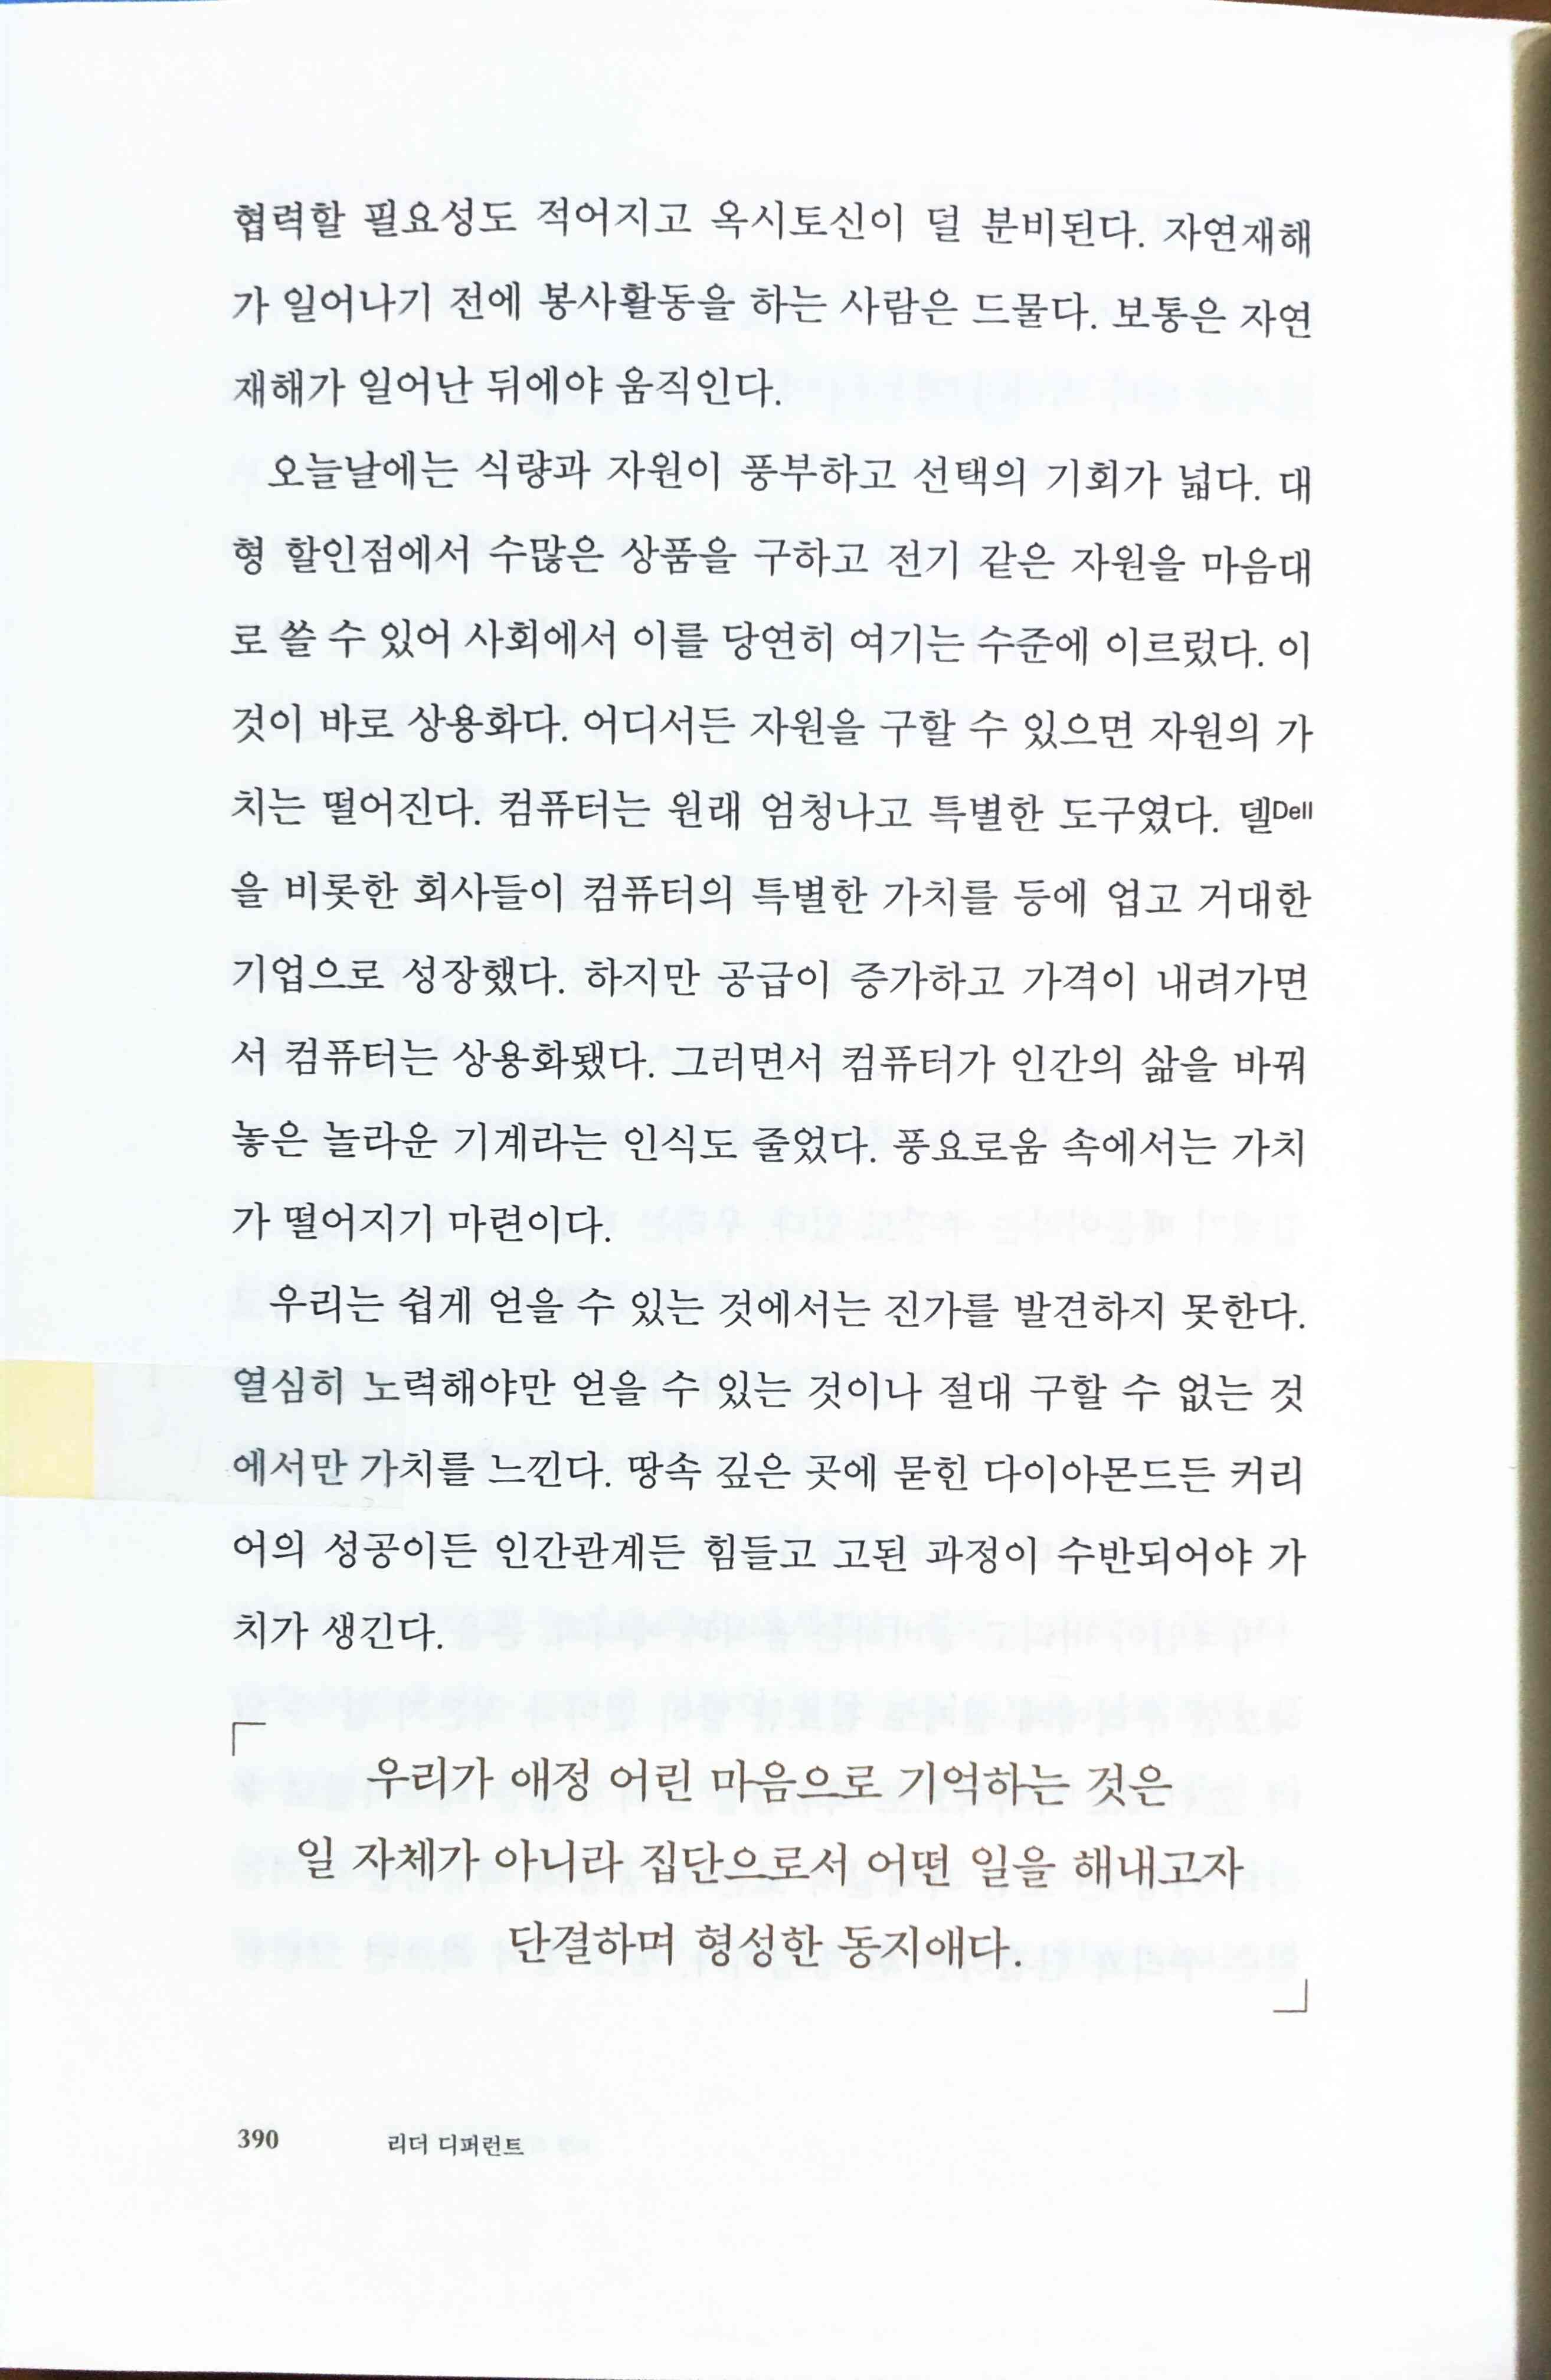 협력할 필요성도 적어지고 옥시토신이 덜 분비된다. 자연재해
가 일어나기 전에 봉사활동을 하는 사람은 드물다. 보통은 자연
재해가 일어난 뒤에야 움직인다.
오늘날에는 식량과 자원이 풍부하고 선택의 기회가 넓다. 대
형 할인점에서 수많은 상품을 구하고 전기 같은 자원을 마음대
로 쓸 수 있어 사회에서 이를 당연히 여기는 수준에 이르렀다. 이
것이 바로 상용화다. 어디서든 자원을 구할 수 있으면 자원의 가
치는 떨어진다. 컴퓨터는 원래 엄청나고 특별한 도구였다. 델Dell
을 비롯한 회사들이 컴퓨터의 특별한 가치를 등에 업고 거대한
기업으로 성장했다. 하지만 공급이 증가하고 가격이 내려가면
서 컴퓨터는 상용화됐다. 그러면서 컴퓨터가 인간의 삶을 바꿔
놓은 놀라운 기계라는 인식도 줄었다. 풍요로움 속에서는 가치
가 떨어지기 마련이다.
우리는 쉽게 얻을 수 있는 것에서는 진가를 발견하지 못한다.
열심히 노력해야만 얻을 수 있는 것이나 절대 구할 수 없는 것
에서만 가치를 느낀다. 땅속 깊은 곳에 묻힌 다이아몬드든 커리
어의 성공이든 인간관계든 힘들고 고된 과정이 수반되어야 가
치가 생긴다.
「우리가 애정 어린 마음으로 기억하는 것은
일 자체가 아니라 집단으로서 어떤 일을 해내고자
단결하며 형성한 동지애다.」
390 리더 디퍼런트